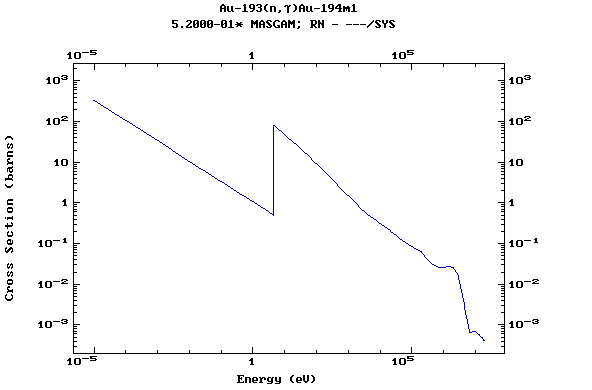 Au-193(n,γ)Au-194m1
5.2000-01* MASGAM; RN - ---/SYS
10⁻⁵ 1 10⁵
10³ 10³
10² 10²
10 10
1 1
10⁻¹ 10⁻¹
10⁻² 10⁻²
10⁻³ 10⁻³
Cross Section (barns)
10⁻⁵ 1 10⁵
Energy (eV)